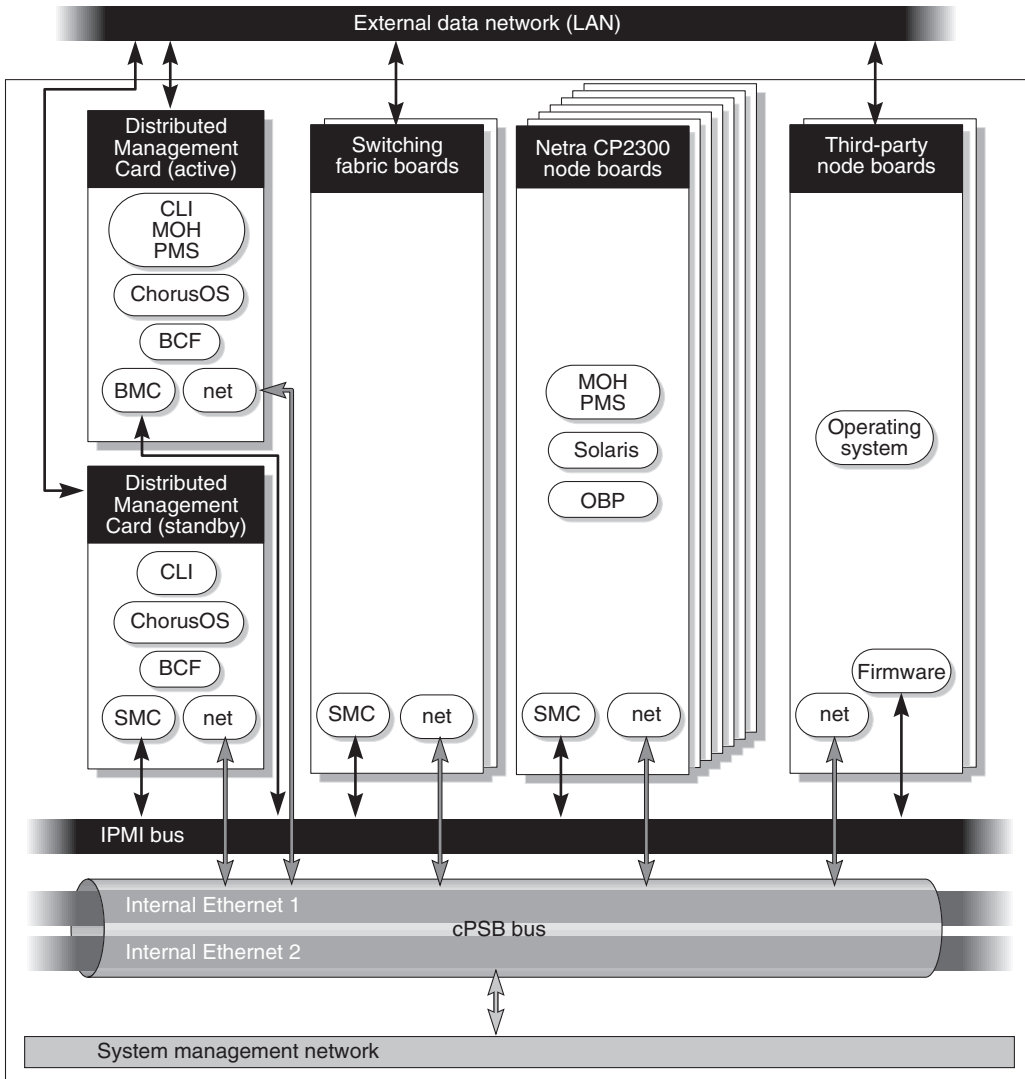 External data network (LAN)
Distributed
Management
Card (active)
CLI
MOH
PMS
ChorusOS
BCF
BMC
net
Distributed
Management
Card (standby)
CLI
ChorusOS
BCF
SMC
net
Switching
fabric boards
SMC
net
Netra CP2300
node boards
MOH
PMS
Solaris
OBP
SMC
net
Third-party
node boards
Operating
system
Firmware
net
IPMI bus
Internal Ethernet 1
cPSB bus
Internal Ethernet 2
System management network